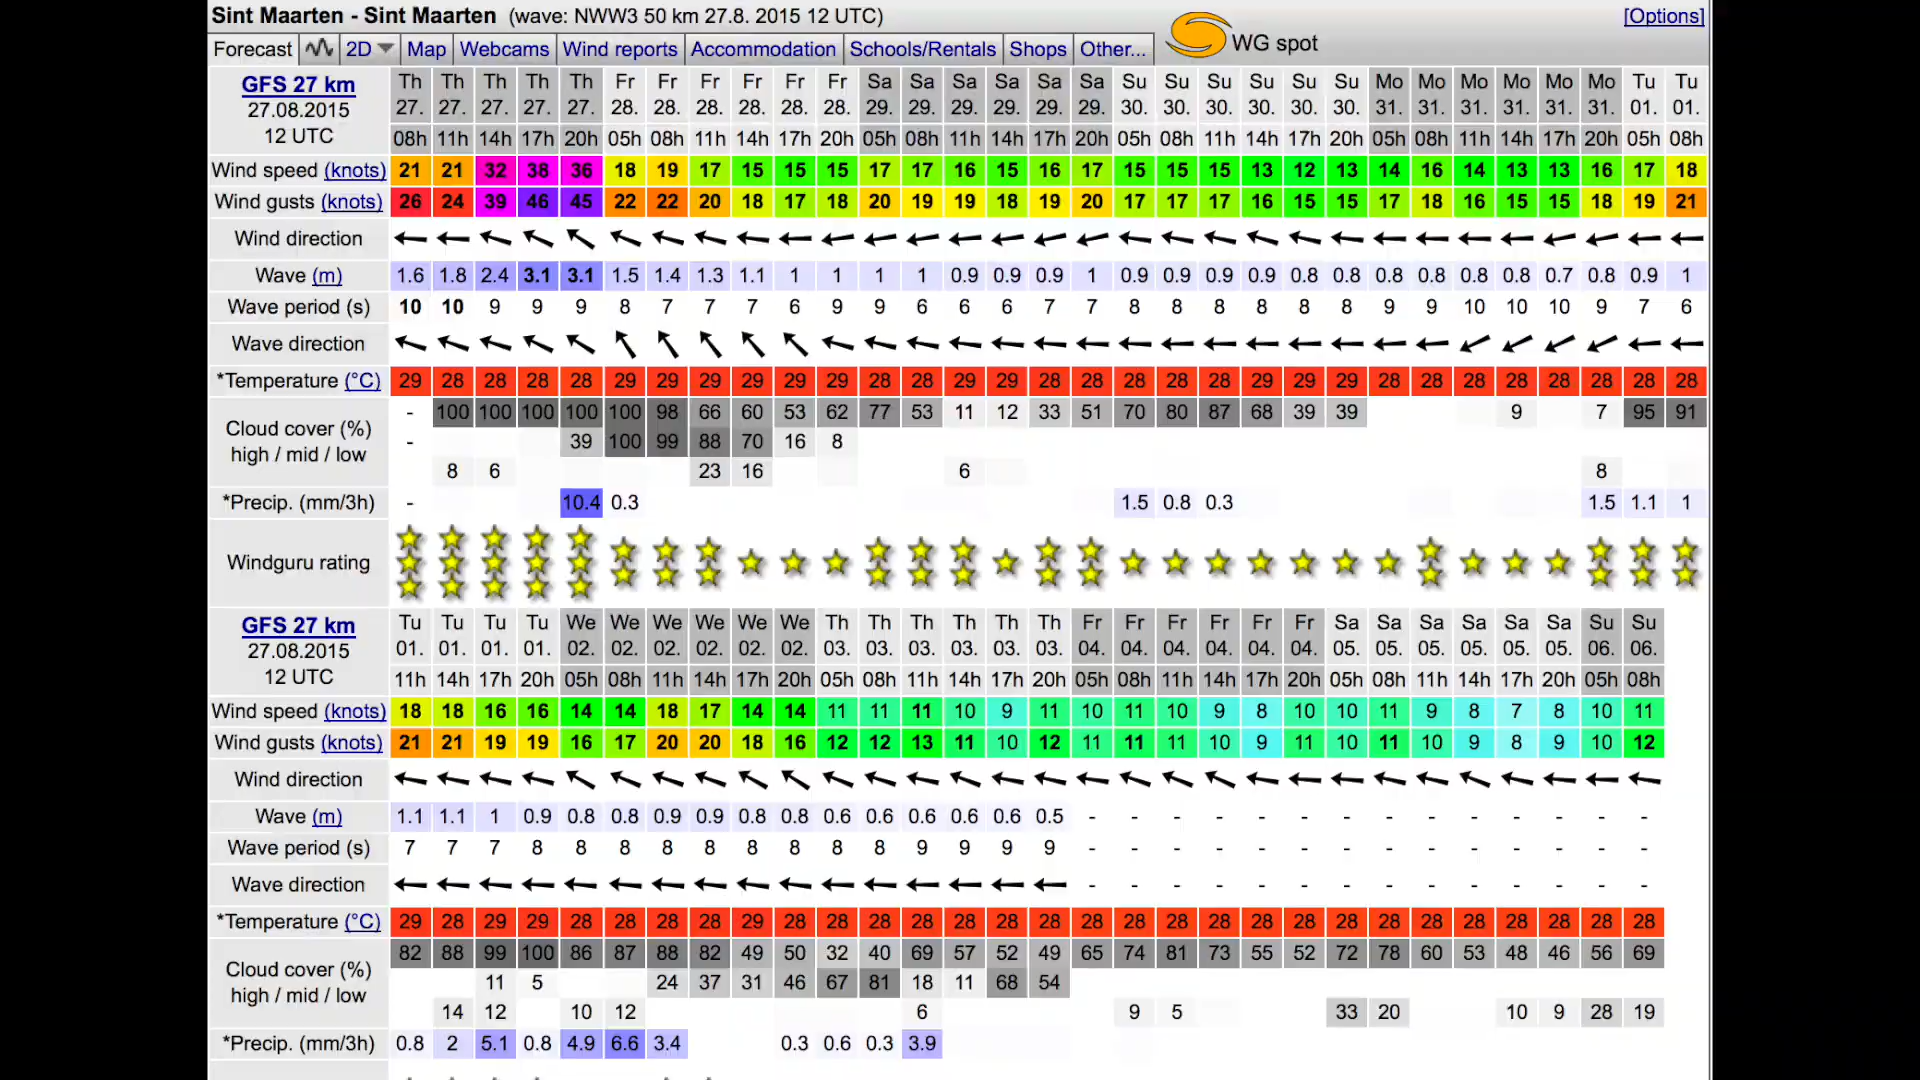 Sint Maarten - Sint Maarten (wave: NWW3 50 km 27.8. 2015 12 UTC) [Options]
Forecast 2D Map Webcams Wind reports Accommodation Schools/Rentals Shops Other... WG spot
GFS 27 km Th Th Th Th Th Fr Fr Fr Fr Fr Fr Sa Sa Sa Sa Sa Sa Su Su Su Su Su Su Mo Mo Mo Mo Mo Mo Tu Tu
27.08.2015 27. 27. 27. 27. 27. 28. 28. 28. 28. 28. 28. 29. 29. 29. 29. 29. 29. 30. 30. 30. 30. 30. 30. 31. 31. 31. 31. 31. 31. 01. 01.
12 UTC 08h 11h 14h 17h 20h 05h 08h 11h 14h 17h 20h 05h 08h 11h 14h 17h 20h 05h 08h 11h 14h 17h 20h 05h 08h 11h 14h 17h 20h 05h 08h
Wind speed (knots) 21 21 32 38 36 18 19 17 15 15 15 17 17 16 15 16 17 15 15 15 13 12 13 14 16 14 13 13 16 17 18
Wind gusts (knots) 26 24 39 46 45 22 22 20 18 17 18 20 19 19 18 19 20 17 17 17 16 15 15 17 18 16 15 15 18 19 21
Wind direction
Wave (m) 1.6 1.8 2.4 3.1 3.1 1.5 1.4 1.3 1.1 1 1 1 1 0.9 0.9 0.9 1 0.9 0.9 0.9 0.9 0.8 0.8 0.8 0.8 0.8 0.8 0.7 0.8 0.9 1
Wave period (s) 10 10 9 9 9 8 7 7 7 6 9 9 6 6 6 7 7 8 8 8 8 8 8 9 9 10 10 10 9 7 6
Wave direction
*Temperature (°C) 29 28 28 28 28 29 29 29 29 29 29 28 28 29 29 28 28 28 28 28 29 29 29 28 28 28 28 28 28 28 28
Cloud cover (%) - 100 100 100 100 100 98 66 60 53 62 77 53 11 12 33 51 70 80 87 68 39 39 9 7 95 91
high / mid / low - 39 100 99 88 70 16 8
8 6 23 16 6 8
*Precip. (mm/3h) - 10.4 0.3 1.5 0.8 0.3 1.5 1.1 1
Windguru rating
GFS 27 km Tu Tu Tu Tu We We We We We We Th Th Th Th Th Th Fr Fr Fr Fr Fr Fr Sa Sa Sa Sa Sa Sa Su Su
27.08.2015 01. 01. 01. 01. 02. 02. 02. 02. 02. 02. 03. 03. 03. 03. 03. 03. 04. 04. 04. 04. 04. 04. 05. 05. 05. 05. 05. 05. 06. 06.
12 UTC 11h 14h 17h 20h 05h 08h 11h 14h 17h 20h 05h 08h 11h 14h 17h 20h 05h 08h 11h 14h 17h 20h 05h 08h 11h 14h 17h 20h 05h 08h
Wind speed (knots) 18 18 16 16 14 14 18 17 14 14 11 11 11 10 9 11 10 11 10 9 8 10 10 11 9 8 7 8 10 11
Wind gusts (knots) 21 21 19 19 16 17 20 20 18 16 12 12 13 11 10 12 11 11 11 10 9 11 10 11 10 9 8 9 10 12
Wind direction
Wave (m) 1.1 1.1 1 0.9 0.8 0.8 0.9 0.9 0.8 0.8 0.6 0.6 0.6 0.6 0.6 0.5 - - - - - - - - - - - - - -
Wave period (s) 7 7 7 8 8 8 8 8 8 8 8 8 9 9 9 9 - - - - - - - - - - - - - -
Wave direction - - - - - - - - - - - - - -
*Temperature (°C) 29 28 29 29 28 28 28 28 29 28 28 28 28 28 28 28 28 28 28 28 28 28 28 28 28 28 28 28 28 28
Cloud cover (%) 82 88 99 100 86 87 88 82 49 50 32 40 69 57 52 49 65 74 81 73 55 52 72 78 60 53 48 46 56 69
high / mid / low 11 5 24 37 31 46 67 81 18 11 68 54
14 12 10 12 6 9 5 33 20 10 9 28 19
*Precip. (mm/3h) 0.8 2 5.1 0.8 4.9 6.6 3.4 0.3 0.6 0.3 3.9